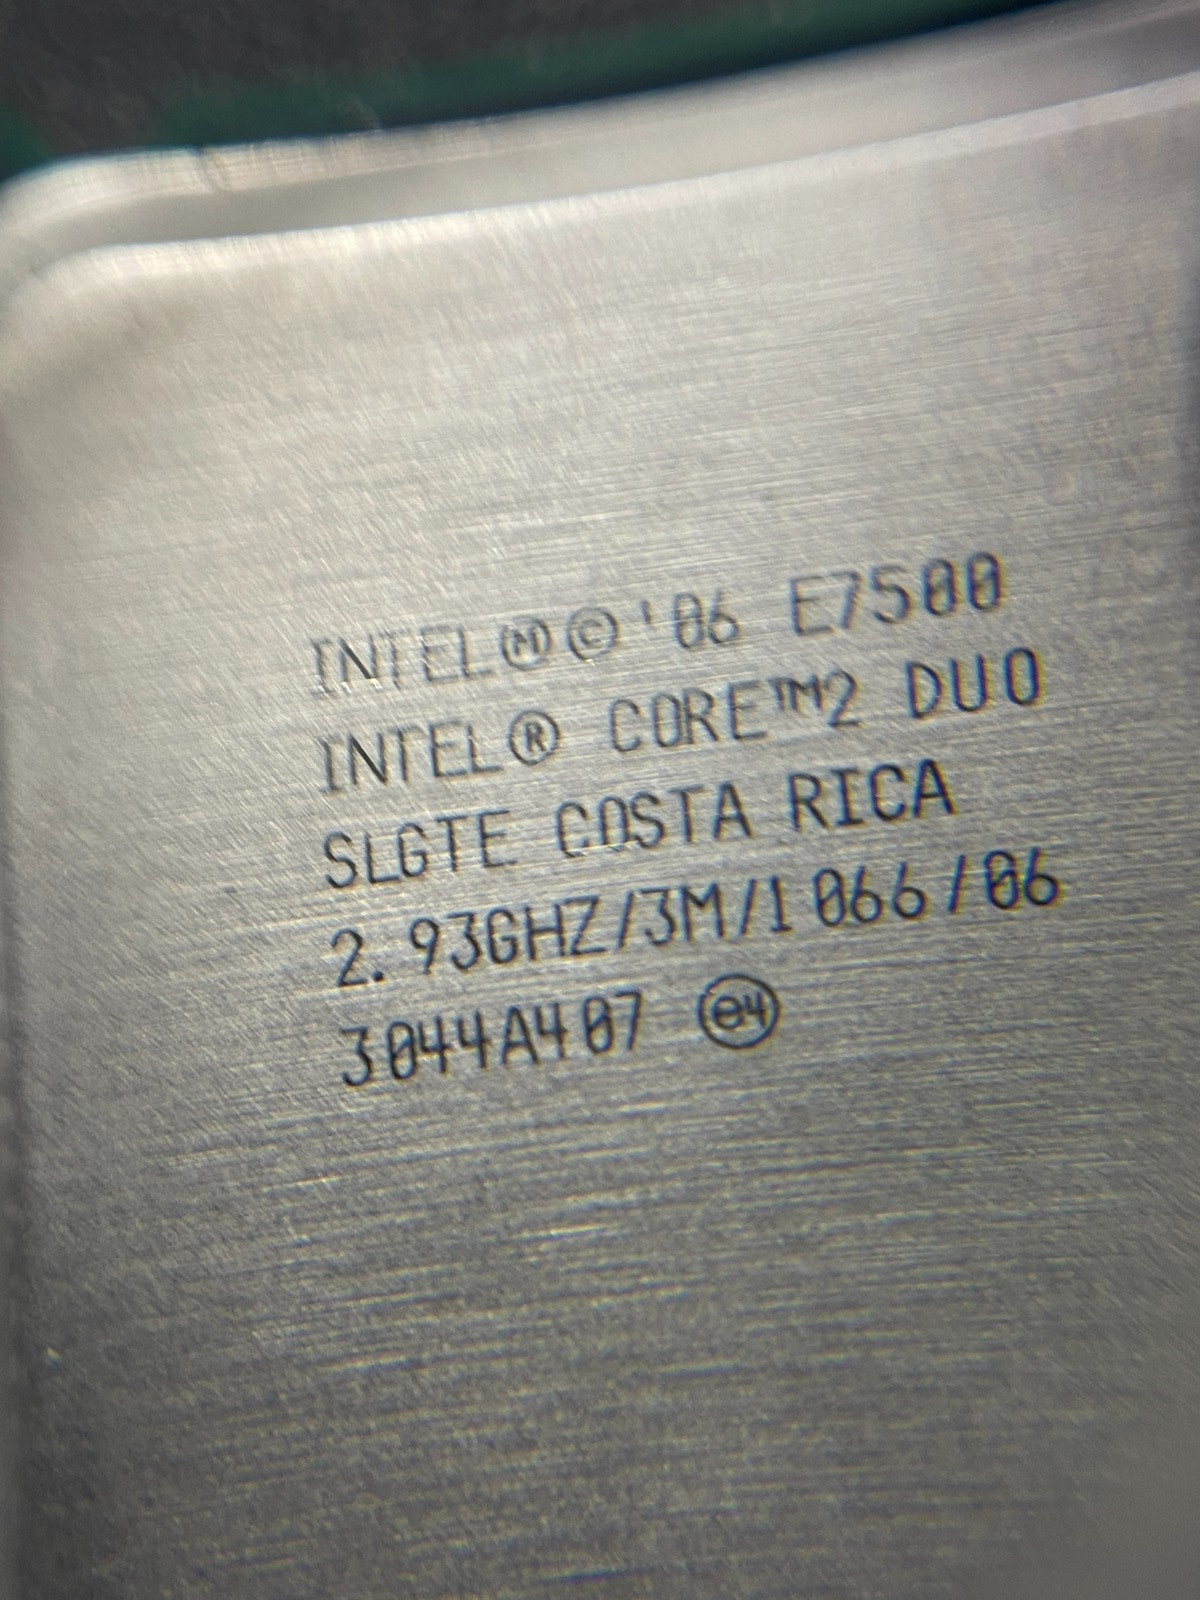 INTEL®©'06 E7500
INTEL® CORE™2 DUO
SLGTE COSTA RICA
2.93GHZ/3M/1066/06
3044A407 e4